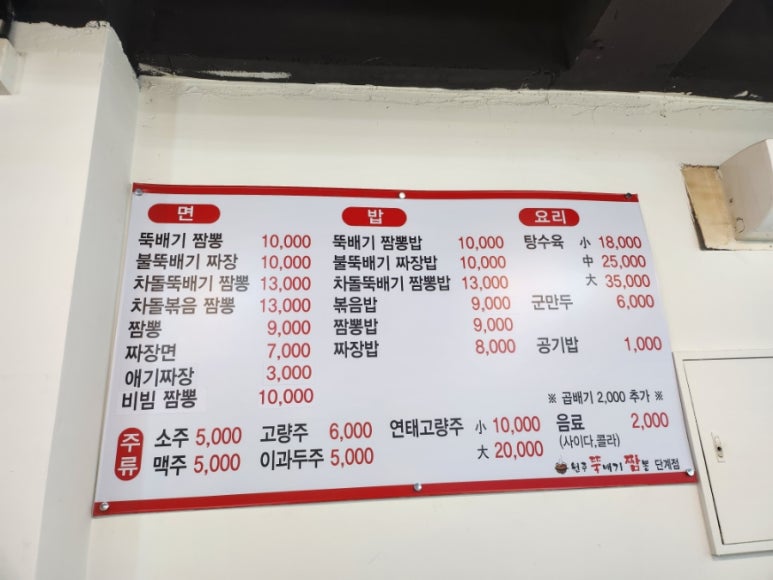 면
뚝배기 짬뽕 10,000
불뚝배기 짜장 10,000
차돌뚝배기 짬뽕 13,000
차돌볶음 짬뽕 13,000
짬뽕 9,000
짜장면 7,000
애기짜장 3,000
비빔 짬뽕 10,000
밥
뚝배기 짬뽕밥 10,000
불뚝배기 짜장밥 10,000
차돌뚝배기 짬뽕밥 13,000
볶음밥 9,000
짬뽕밥 9,000
짜장밥 8,000
요리
탕수육 小 18,000
中 25,000
大 35,000
군만두 6,000
공기밥 1,000
※ 곱배기 2,000 추가 ※
주류
소주 5,000 고량주 6,000 연태고량주 小 10,000 음료 2,000
맥주 5,000 이과두주 5,000 大 20,000 (사이다,콜라)
원주 뚝배기 짬뽕 단계점